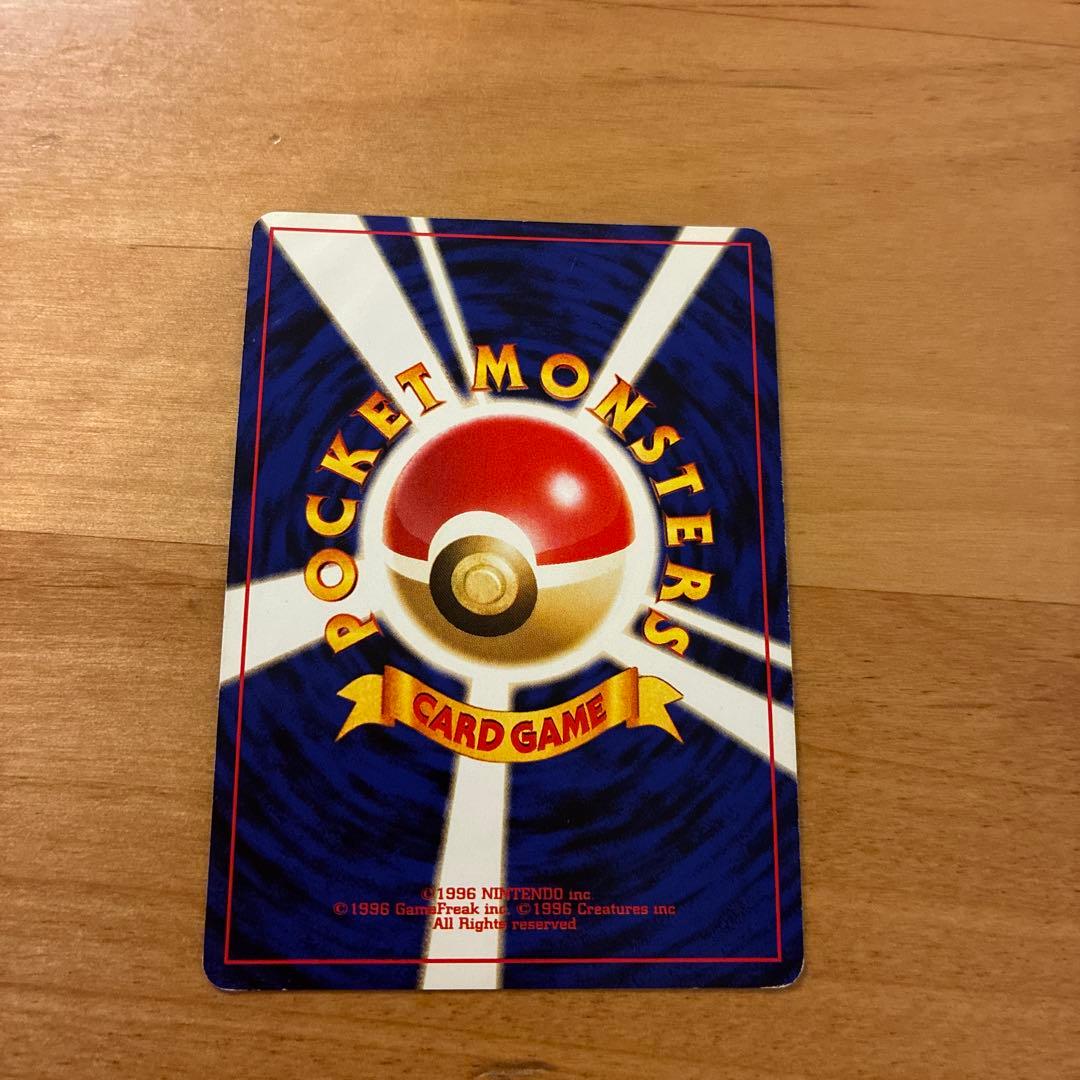 POCKET MONSTERS
CARD GAME
©1996 NINTENDO inc.
©1996 GameFreak inc. ©1996 Creatures inc
All Rights reserved